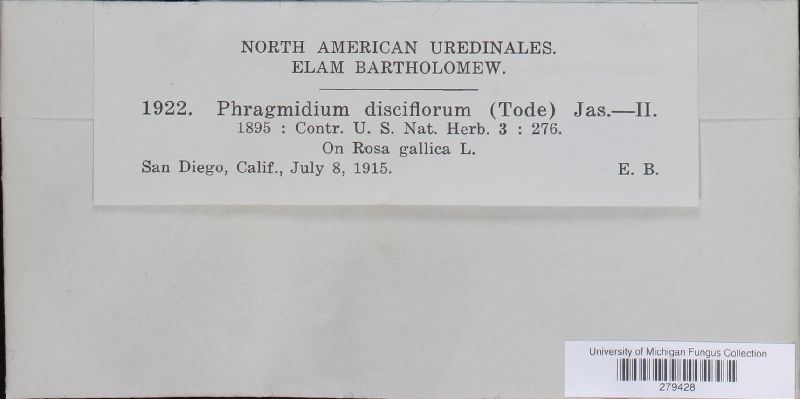 NORTH AMERICAN UREDINALES.
ELAM BARTHOLOMEW.
1922. Phragmidium disciflorum (Tode) Jas.—II.
1895 : Contr. U. S. Nat. Herb. 3 : 276.
On Rosa gallica L.
San Diego, Calif., July 8, 1915. E. B.
University of Michigan Fungus Collection
279428